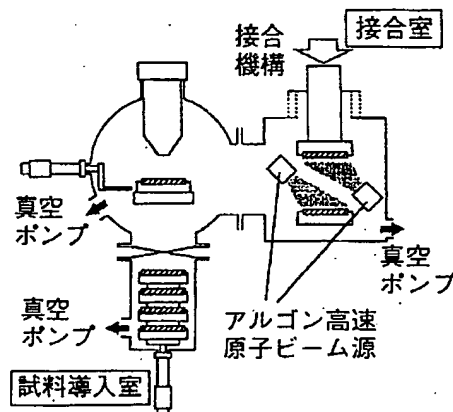 接合室
接合
機構
真空
ポンプ
真空
ポンプ
真空
ポンプ
アルゴン高速
原子ビーム源
試料導入室